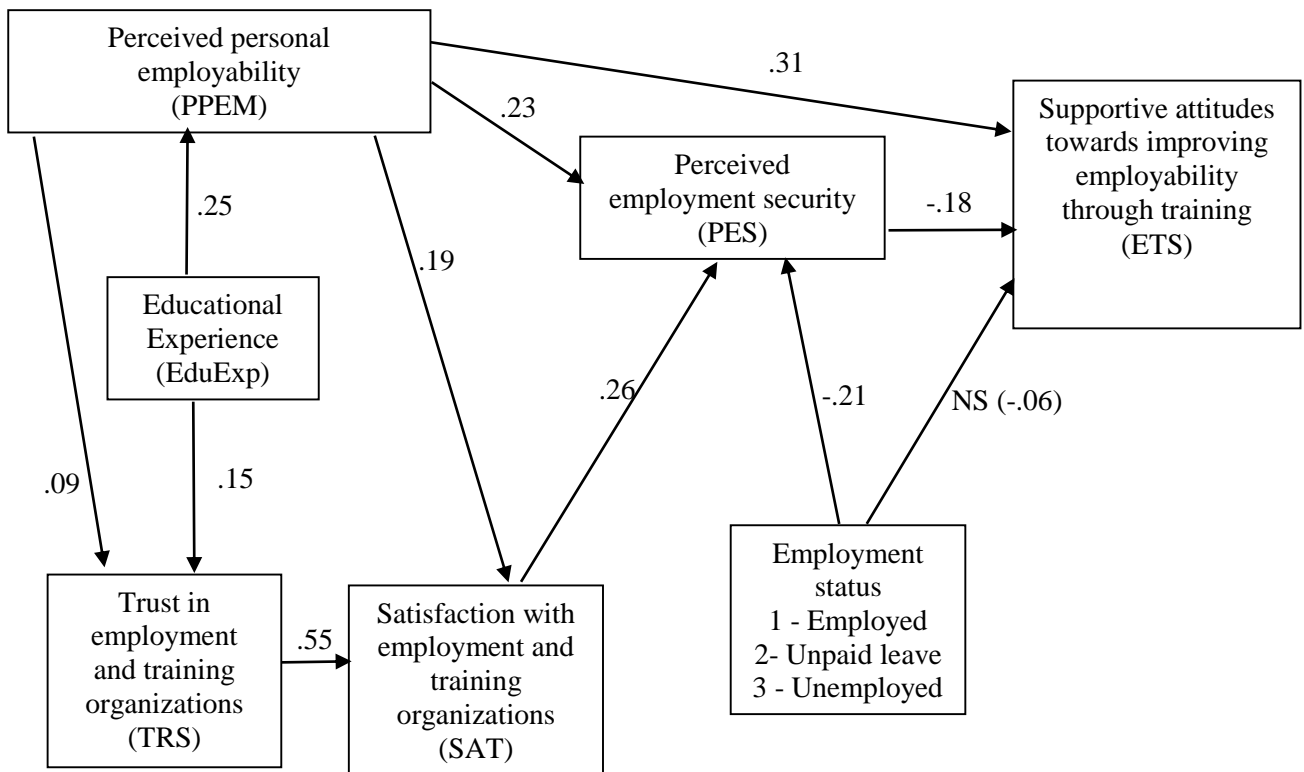 Perceived personal
employability
(PPEM)
.31
.23
Supportive attitudes
towards improving
employability
through training
(ETS)
Perceived
employment security
(PES)
-.18
.25
.19
Educational
Experience
(EduExp)
.26
-.21
NS (-.06)
.09
.15
Employment
status
1 - Employed
2- Unpaid leave
3 - Unemployed
Trust in
employment
and training
organizations
(TRS)
.55
Satisfaction with
employment and
training
organizations
(SAT)